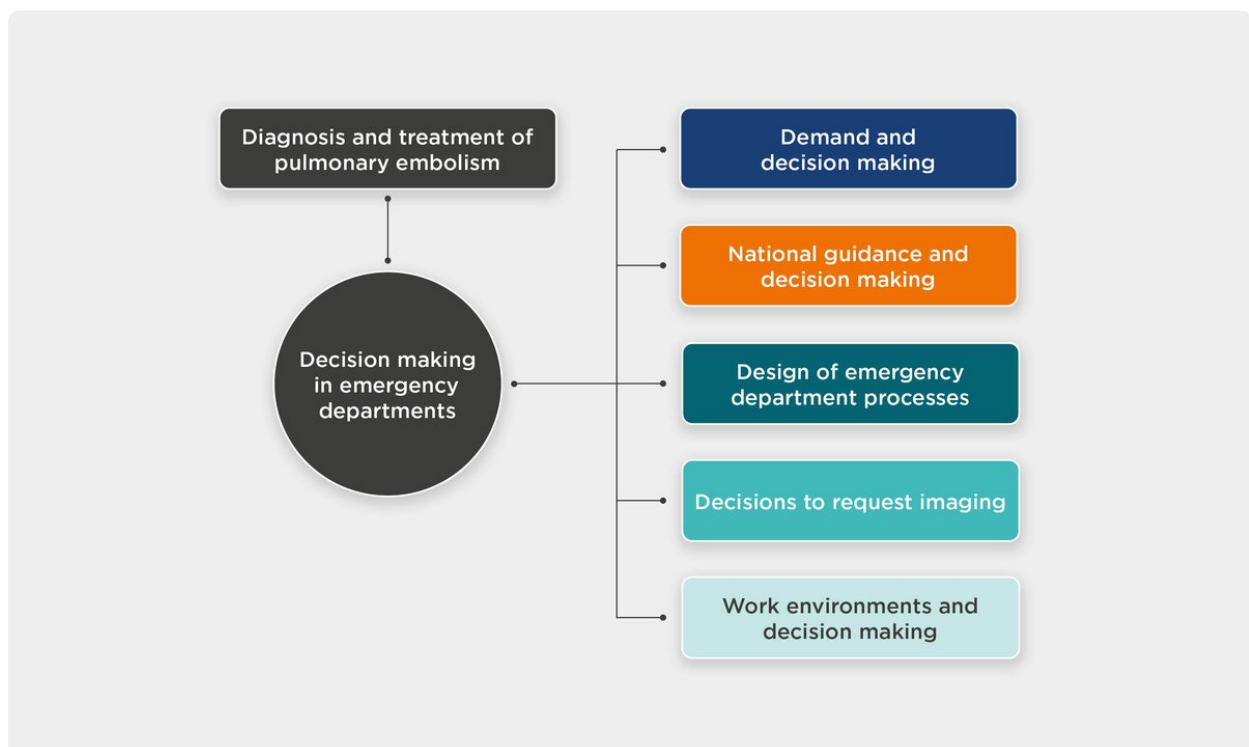 Diagnosis and treatment of
pulmonary embolism
Decision making
in emergency
departments
Demand and
decision making
National guidance and
decision making
Design of emergency
department processes
Decisions to request imaging
Work environments and
decision making